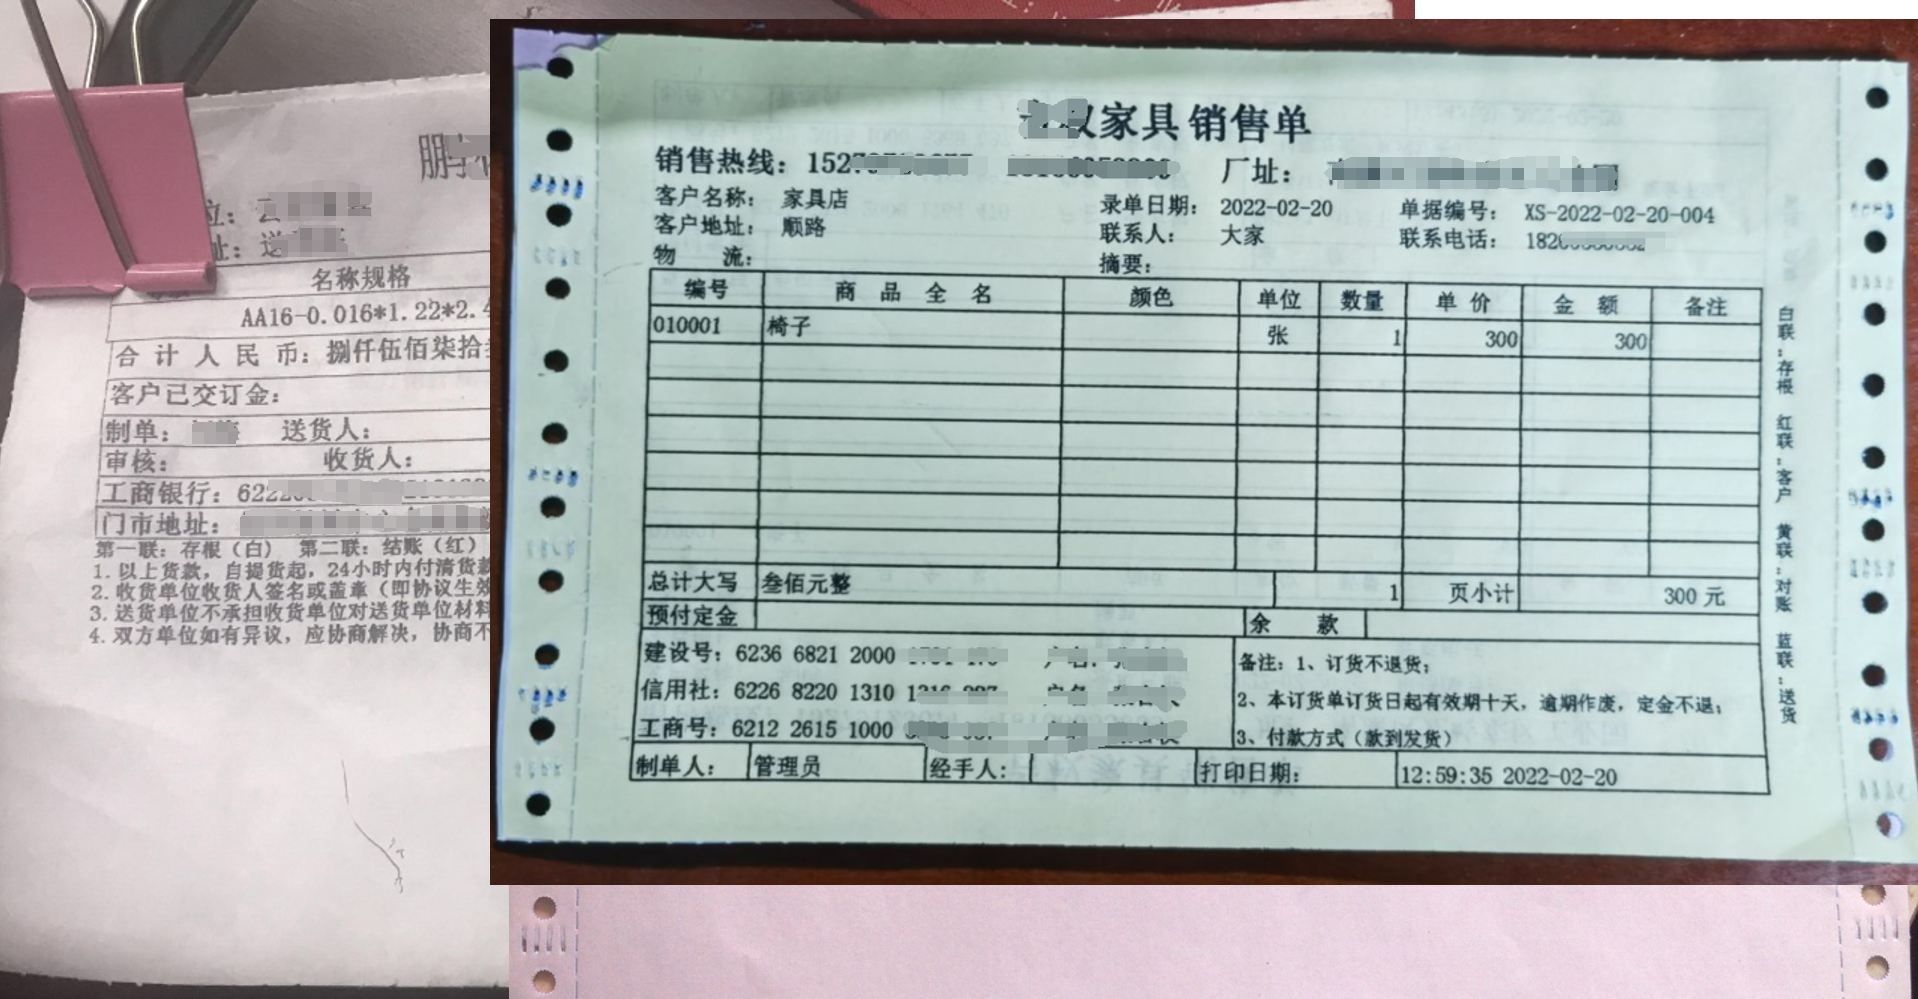 家具销售单
销售热线：
厂址：
客户名称：家具店
录单日期：2022-02-20
单据编号：XS-2022-02-20-004
客户地址：顺路
联系人：大家
联系电话：
物流：
摘要：
编号 商品全名 颜色 单位 数量 单价 金额 备注
010001 椅子 张 1 300 300
总计大写 叁佰元整 1 页小计 300元
预付定金 余款
建设号：6236 6821 2000
信用社：6226 8220 1310
工商号：6212 2615 1000
备注：1、订货不退货；
2、本订货单订货日起有效期十天，逾期作废，定金不退；
3、付款方式（款到发货）
制单人：管理员 经手人： 打印日期：12:59:35 2022-02-20
白联：存根 红联：客户 黄联：对账 蓝联：送货
鹏
名称规格
AA16-0.016*1.22*2.4
合计人民币：捌仟伍佰柒拾
客户已交订金：
制单： 送货人：
审核： 收货人：
工商银行：
门市地址：
第一联：存根（白） 第二联：结账（红）
1. 以上货款，自提货起，24小时内付清货款
2. 收货单位收货人签名或盖章（即协议生效
3. 送货单位不承担收货单位对送货单位材料
4. 双方单位如有异议，应协商解决，协商不